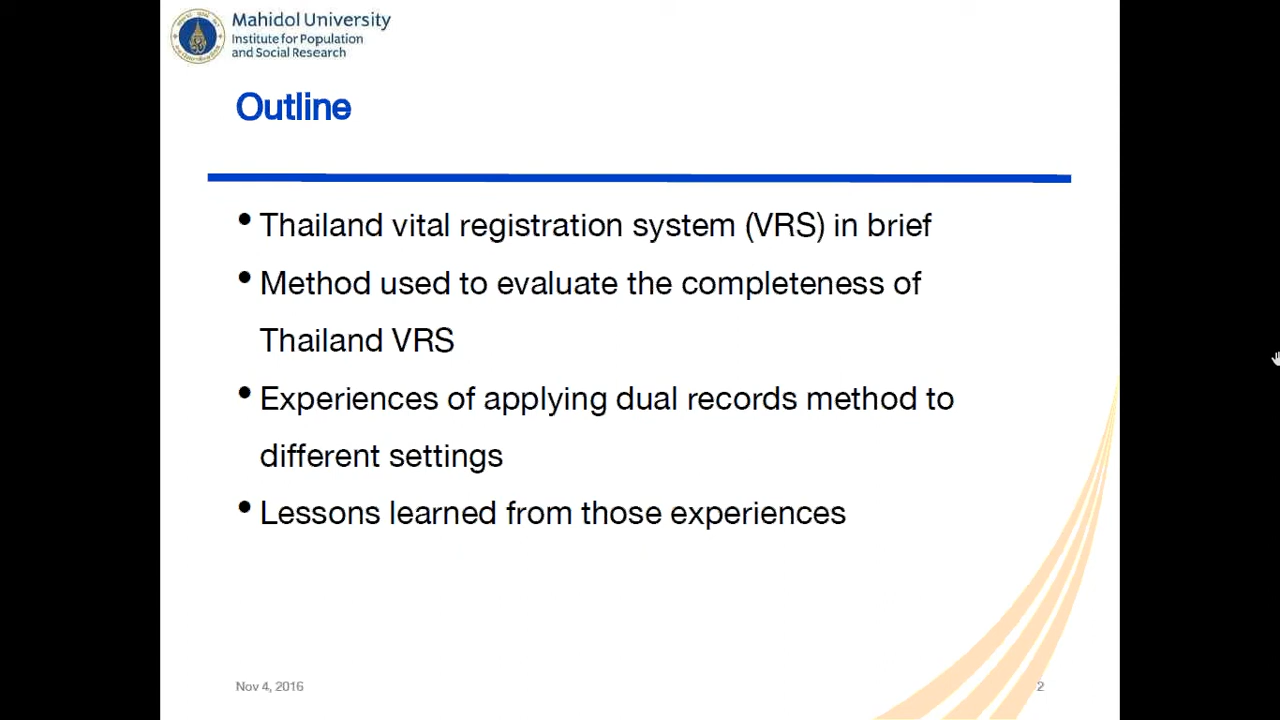 Mahidol University
Institute for Population
and Social Research
Outline
• Thailand vital registration system (VRS) in brief
• Method used to evaluate the completeness of
Thailand VRS
• Experiences of applying dual records method to
different settings
• Lessons learned from those experiences
Nov 4, 2016
2